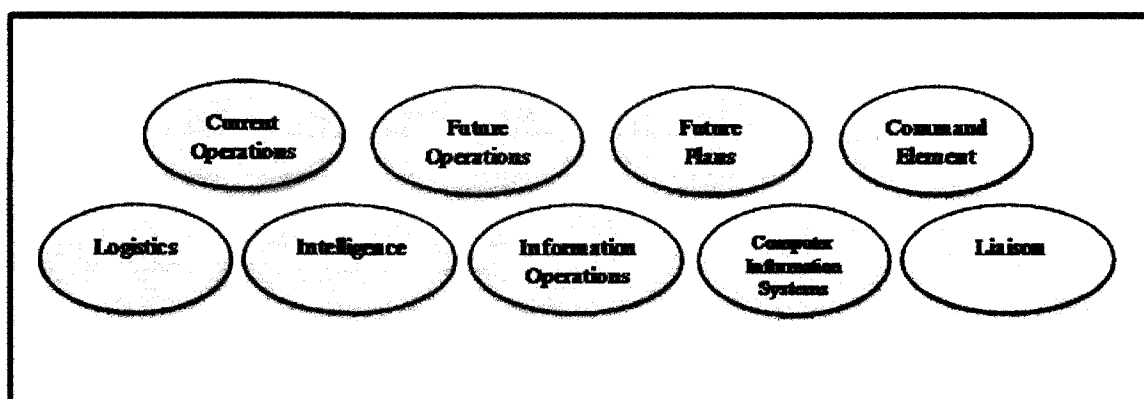 Current
Operations
Future
Operations
Future
Plans
Command
Element
Logistics
Intelligence
Information
Operations
Computer
Information
Systems
Liaison